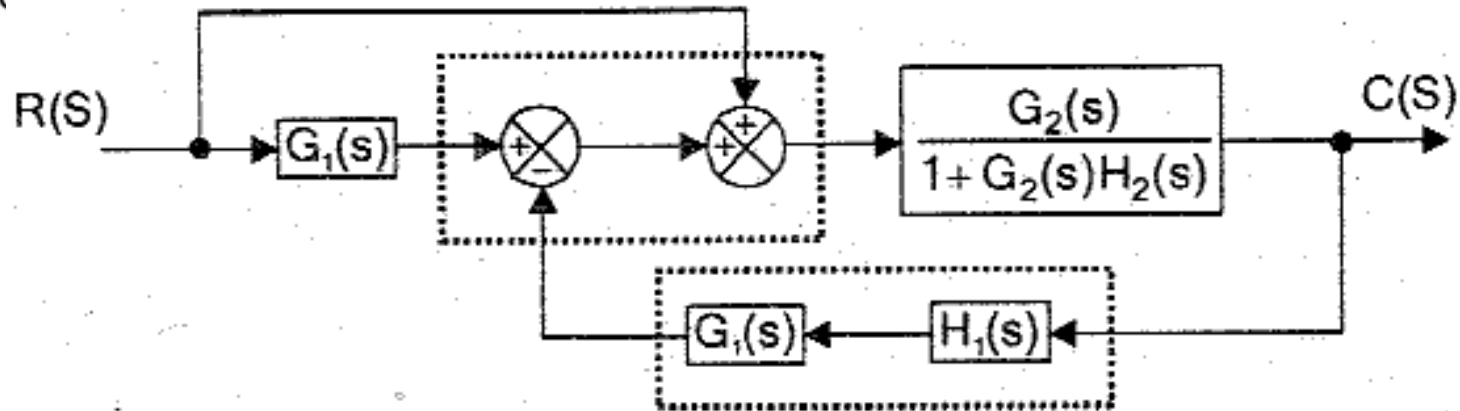 R(S)
G₁(s)
+
−
+
+
G₂(s)
1 + G₂(s)H₂(s)
C(S)
G₁(s)
H₁(s)